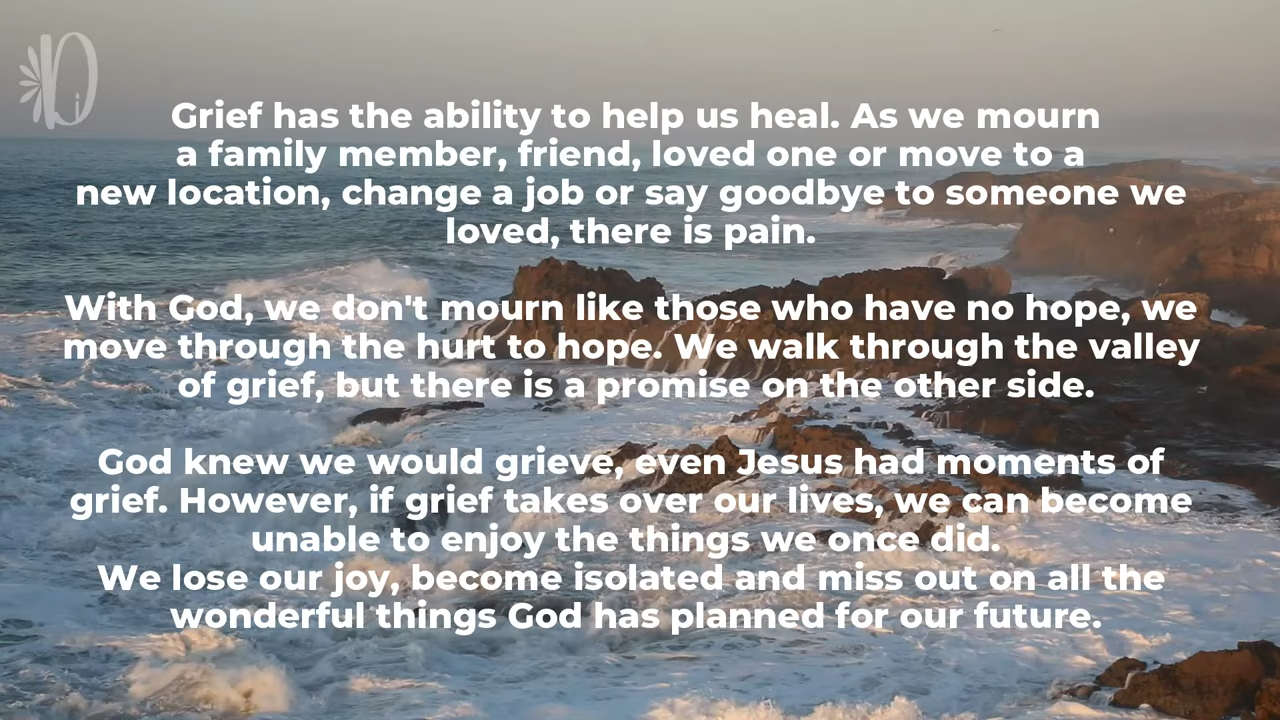 Grief has the ability to help us heal. As we mourn
a family member, friend, loved one or move to a
new location, change a job or say goodbye to someone we
loved, there is pain.
With God, we don't mourn like those who have no hope, we
move through the hurt to hope. We walk through the valley
of grief, but there is a promise on the other side.
God knew we would grieve, even Jesus had moments of
grief. However, if grief takes over our lives, we can become
unable to enjoy the things we once did.
We lose our joy, become isolated and miss out on all the
wonderful things God has planned for our future.